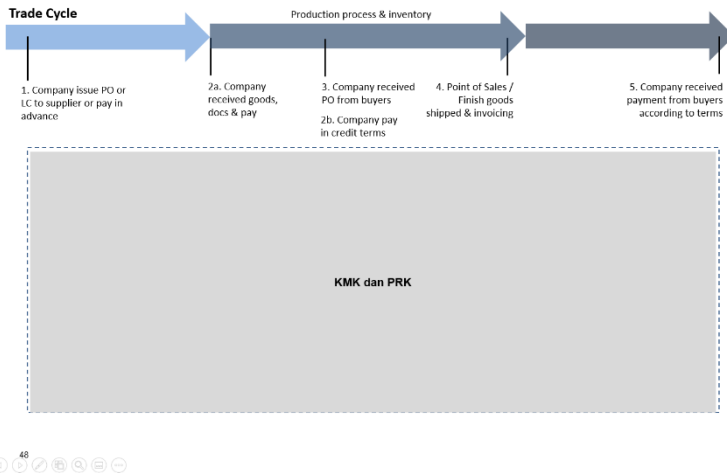 Trade Cycle
Production process & inventory
1. Company issue PO or
LC to supplier or pay in
advance
2a. Company
received goods,
docs & pay
3. Company received
PO from buyers
2b. Company pay
in credit terms
4. Point of Sales /
Finish goods
shipped & invoicing
5. Company received
payment from buyers
according to terms
KMK dan PRK
48